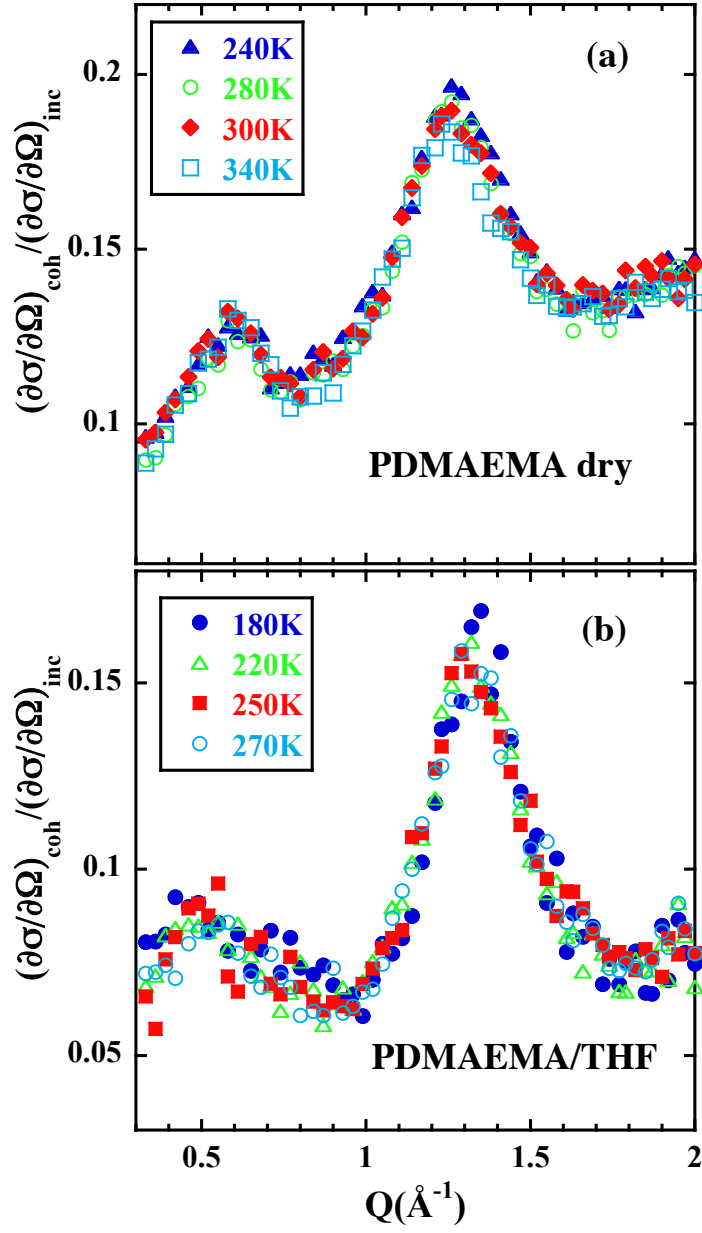 (a)
240K
280K
300K
340K
0.2
0.15
0.1
(∂σ/∂Ω)coh/(∂σ/∂Ω)inc
PDMAEMA dry
(b)
180K
220K
250K
270K
0.15
0.1
0.05
(∂σ/∂Ω)coh/(∂σ/∂Ω)inc
PDMAEMA/THF
0.5 1 1.5 2
Q(Å⁻¹)